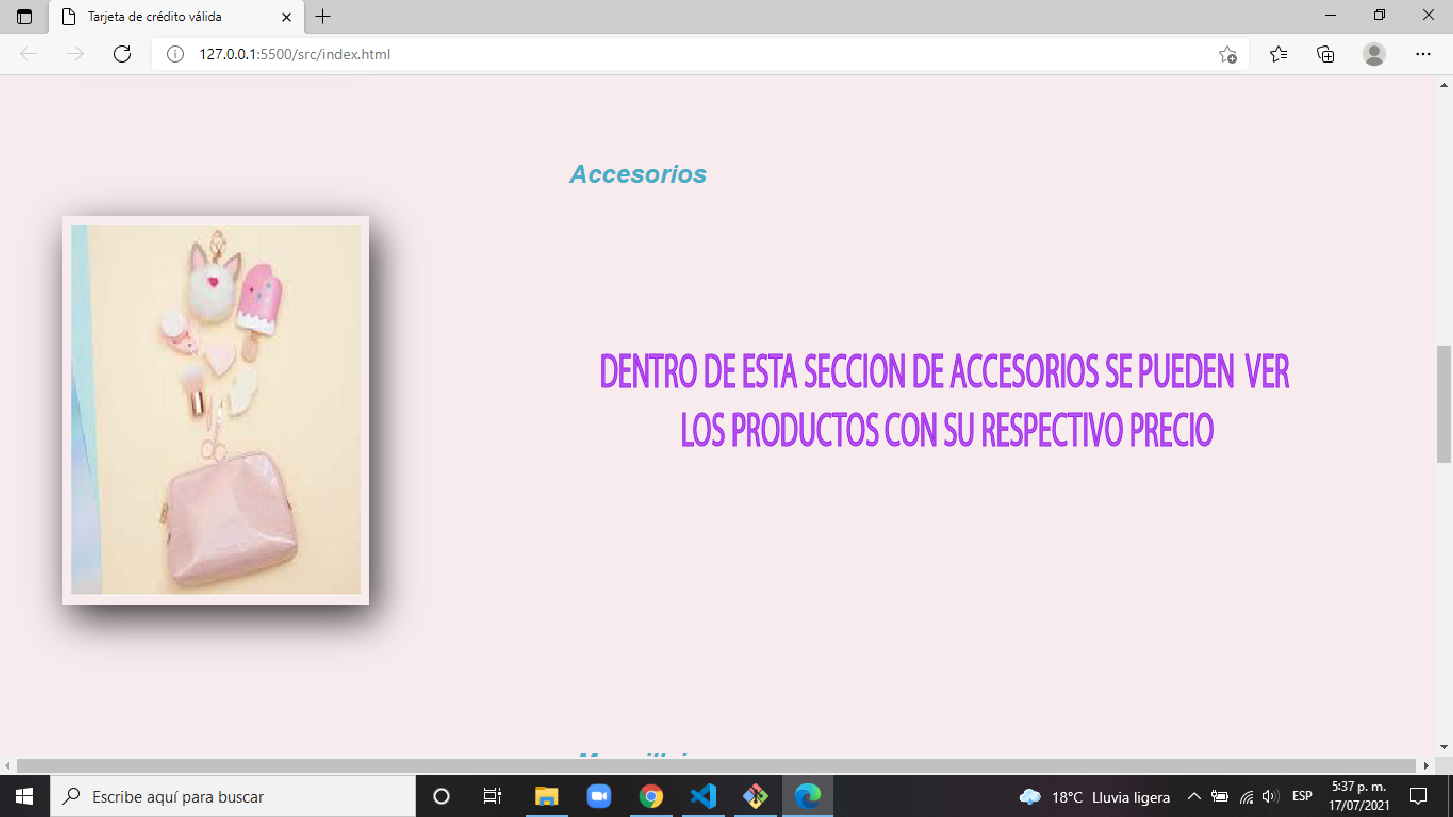 Tarjeta de crédito válida
127.0.0.1:5500/src/index.html
Accesorios
DENTRO DE ESTA SECCION DE ACCESORIOS SE PUEDEN VER
LOS PRODUCTOS CON SU RESPECTIVO PRECIO
Escribe aquí para buscar
18°C Lluvia ligera
ESP
5:37 p. m.
17/07/2021